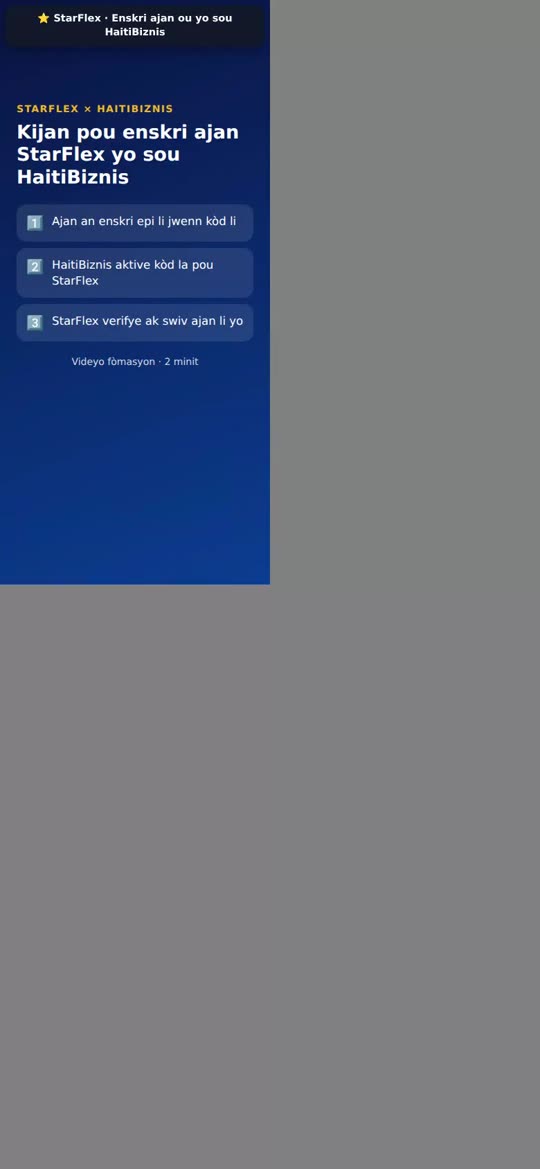 ⭐ StarFlex · Enskri ajan ou yo sou
HaitiBiznis
STARFLEX × HAITIBIZNIS
Kijan pou enskri ajan
StarFlex yo sou
HaitiBiznis
1 Ajan an enskri epi li jwenn kòd li
2 HaitiBiznis aktive kòd la pou
StarFlex
3 StarFlex verifye ak swiv ajan li yo
Videyo fòmasyon · 2 minit